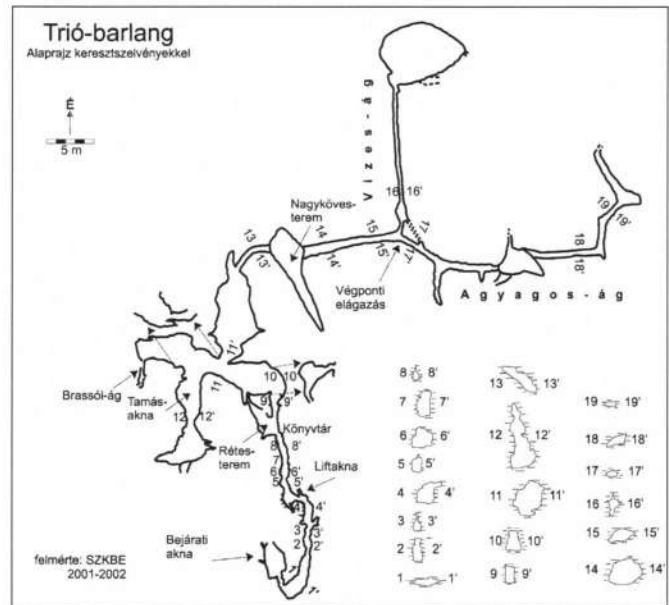 Trió-barlang
Alaprajz keresztszelvényekkel
É
5 m
Vizes-ág
16 16'
Nagyköves-
terem
13 13'
14 14'
15 15'
17 17'
18 18'
19 19'
Végponti
elágazás
Agyagos-ág
Brassói-ág
Tamás-
akna
11 11'
12 12'
10 10'
9 9'
Rétes-
terem
Könyvtár
8 8'
7
6 6'
5 5'
Liftakna
4 4'
3 3'
2 2'
1'
Bejárati
akna
felmérte: SZKBE
2001-2002
8 8'
7 7'
6 6'
5 5'
4 4'
3 3'
2 2'
1 1'
13 13'
12 12'
11 11'
10 10'
9 9'
19 19'
18 18'
17 17'
16 16'
15 15'
14 14'